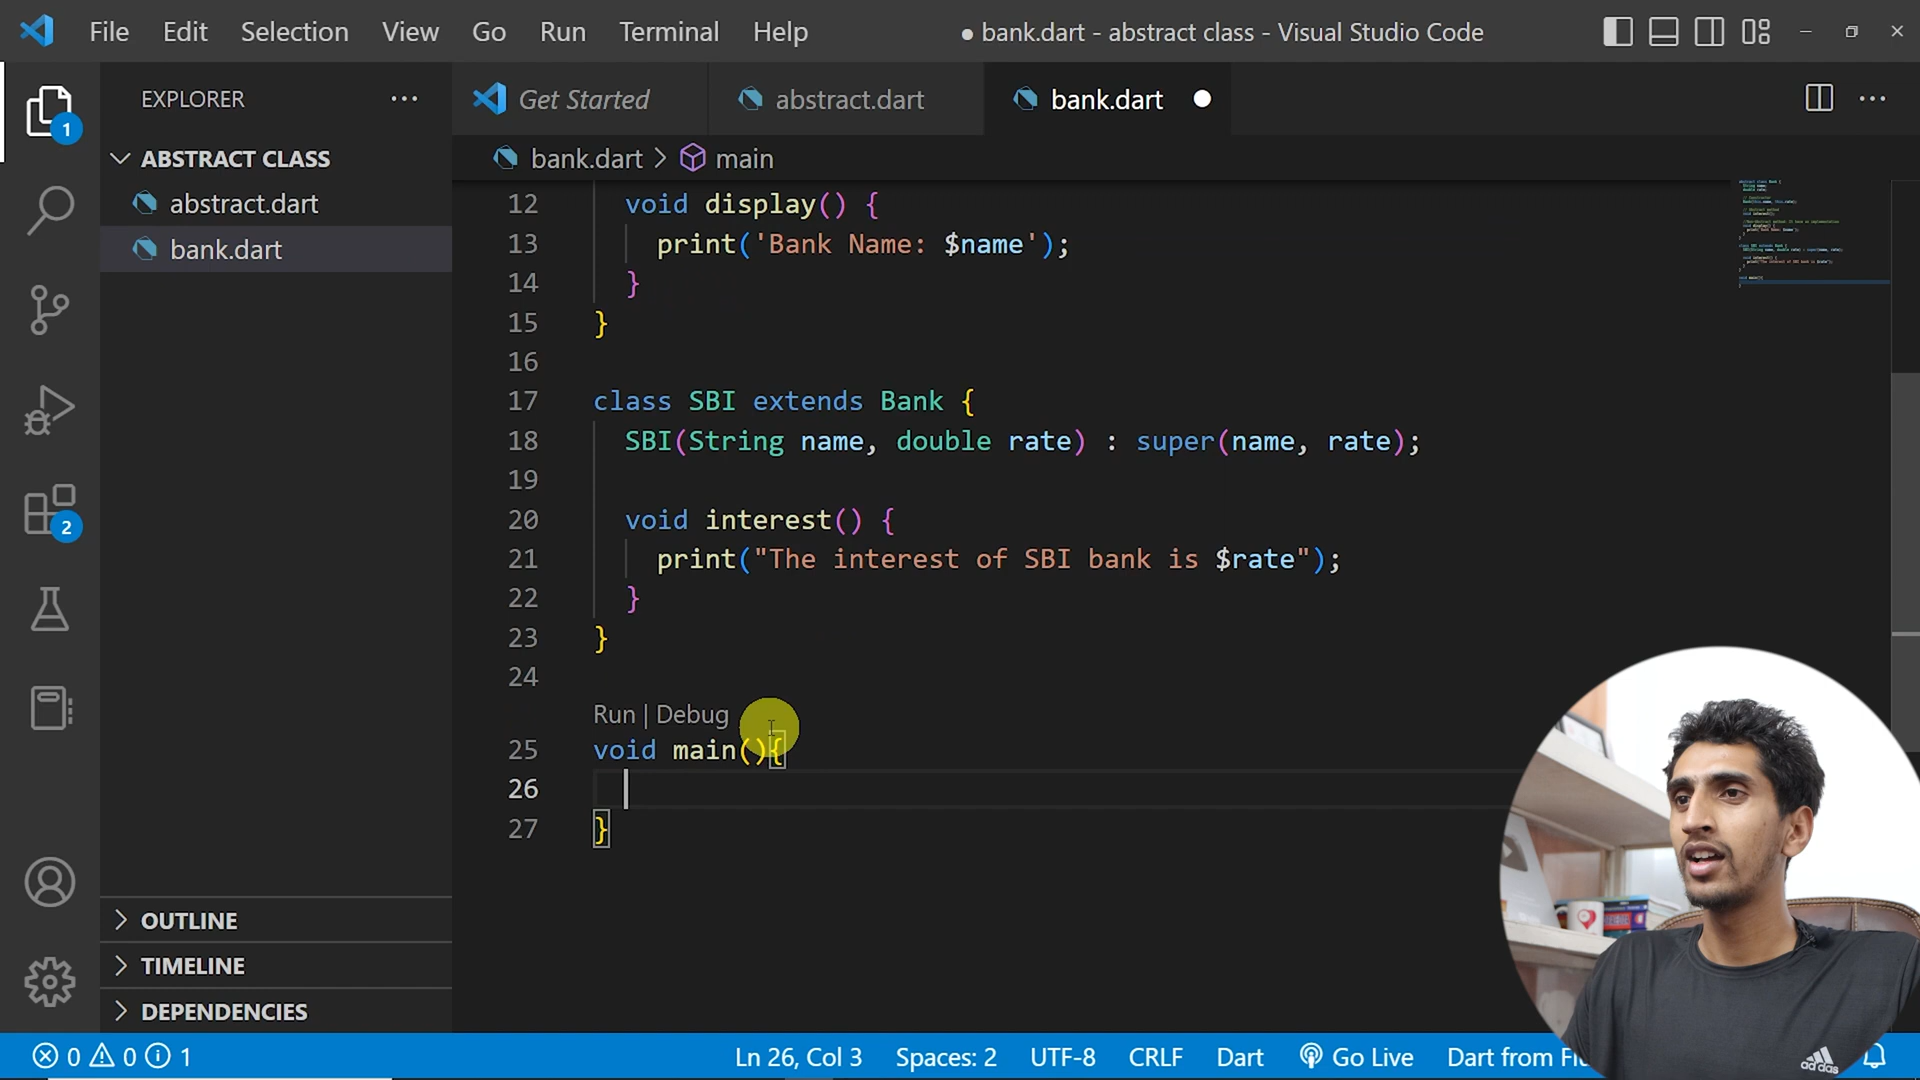 File Edit Selection View Go Run Terminal Help
● bank.dart - abstract class - Visual Studio Code
EXPLORER
Get Started
abstract.dart
bank.dart
1
ABSTRACT CLASS
abstract.dart
bank.dart
bank.dart > main
12 void display() {
13 print('Bank Name: $name');
14 }
15 }
16
17 class SBI extends Bank {
18 SBI(String name, double rate) : super(name, rate);
19
20 void interest() {
21 print("The interest of SBI bank is $rate");
22 }
23 }
24
Run | Debug
25 void main(){
26
27 }
2
OUTLINE
TIMELINE
DEPENDENCIES
0 0 1
Ln 26, Col 3 Spaces: 2 UTF-8 CRLF Dart Go Live Dart from
adidas